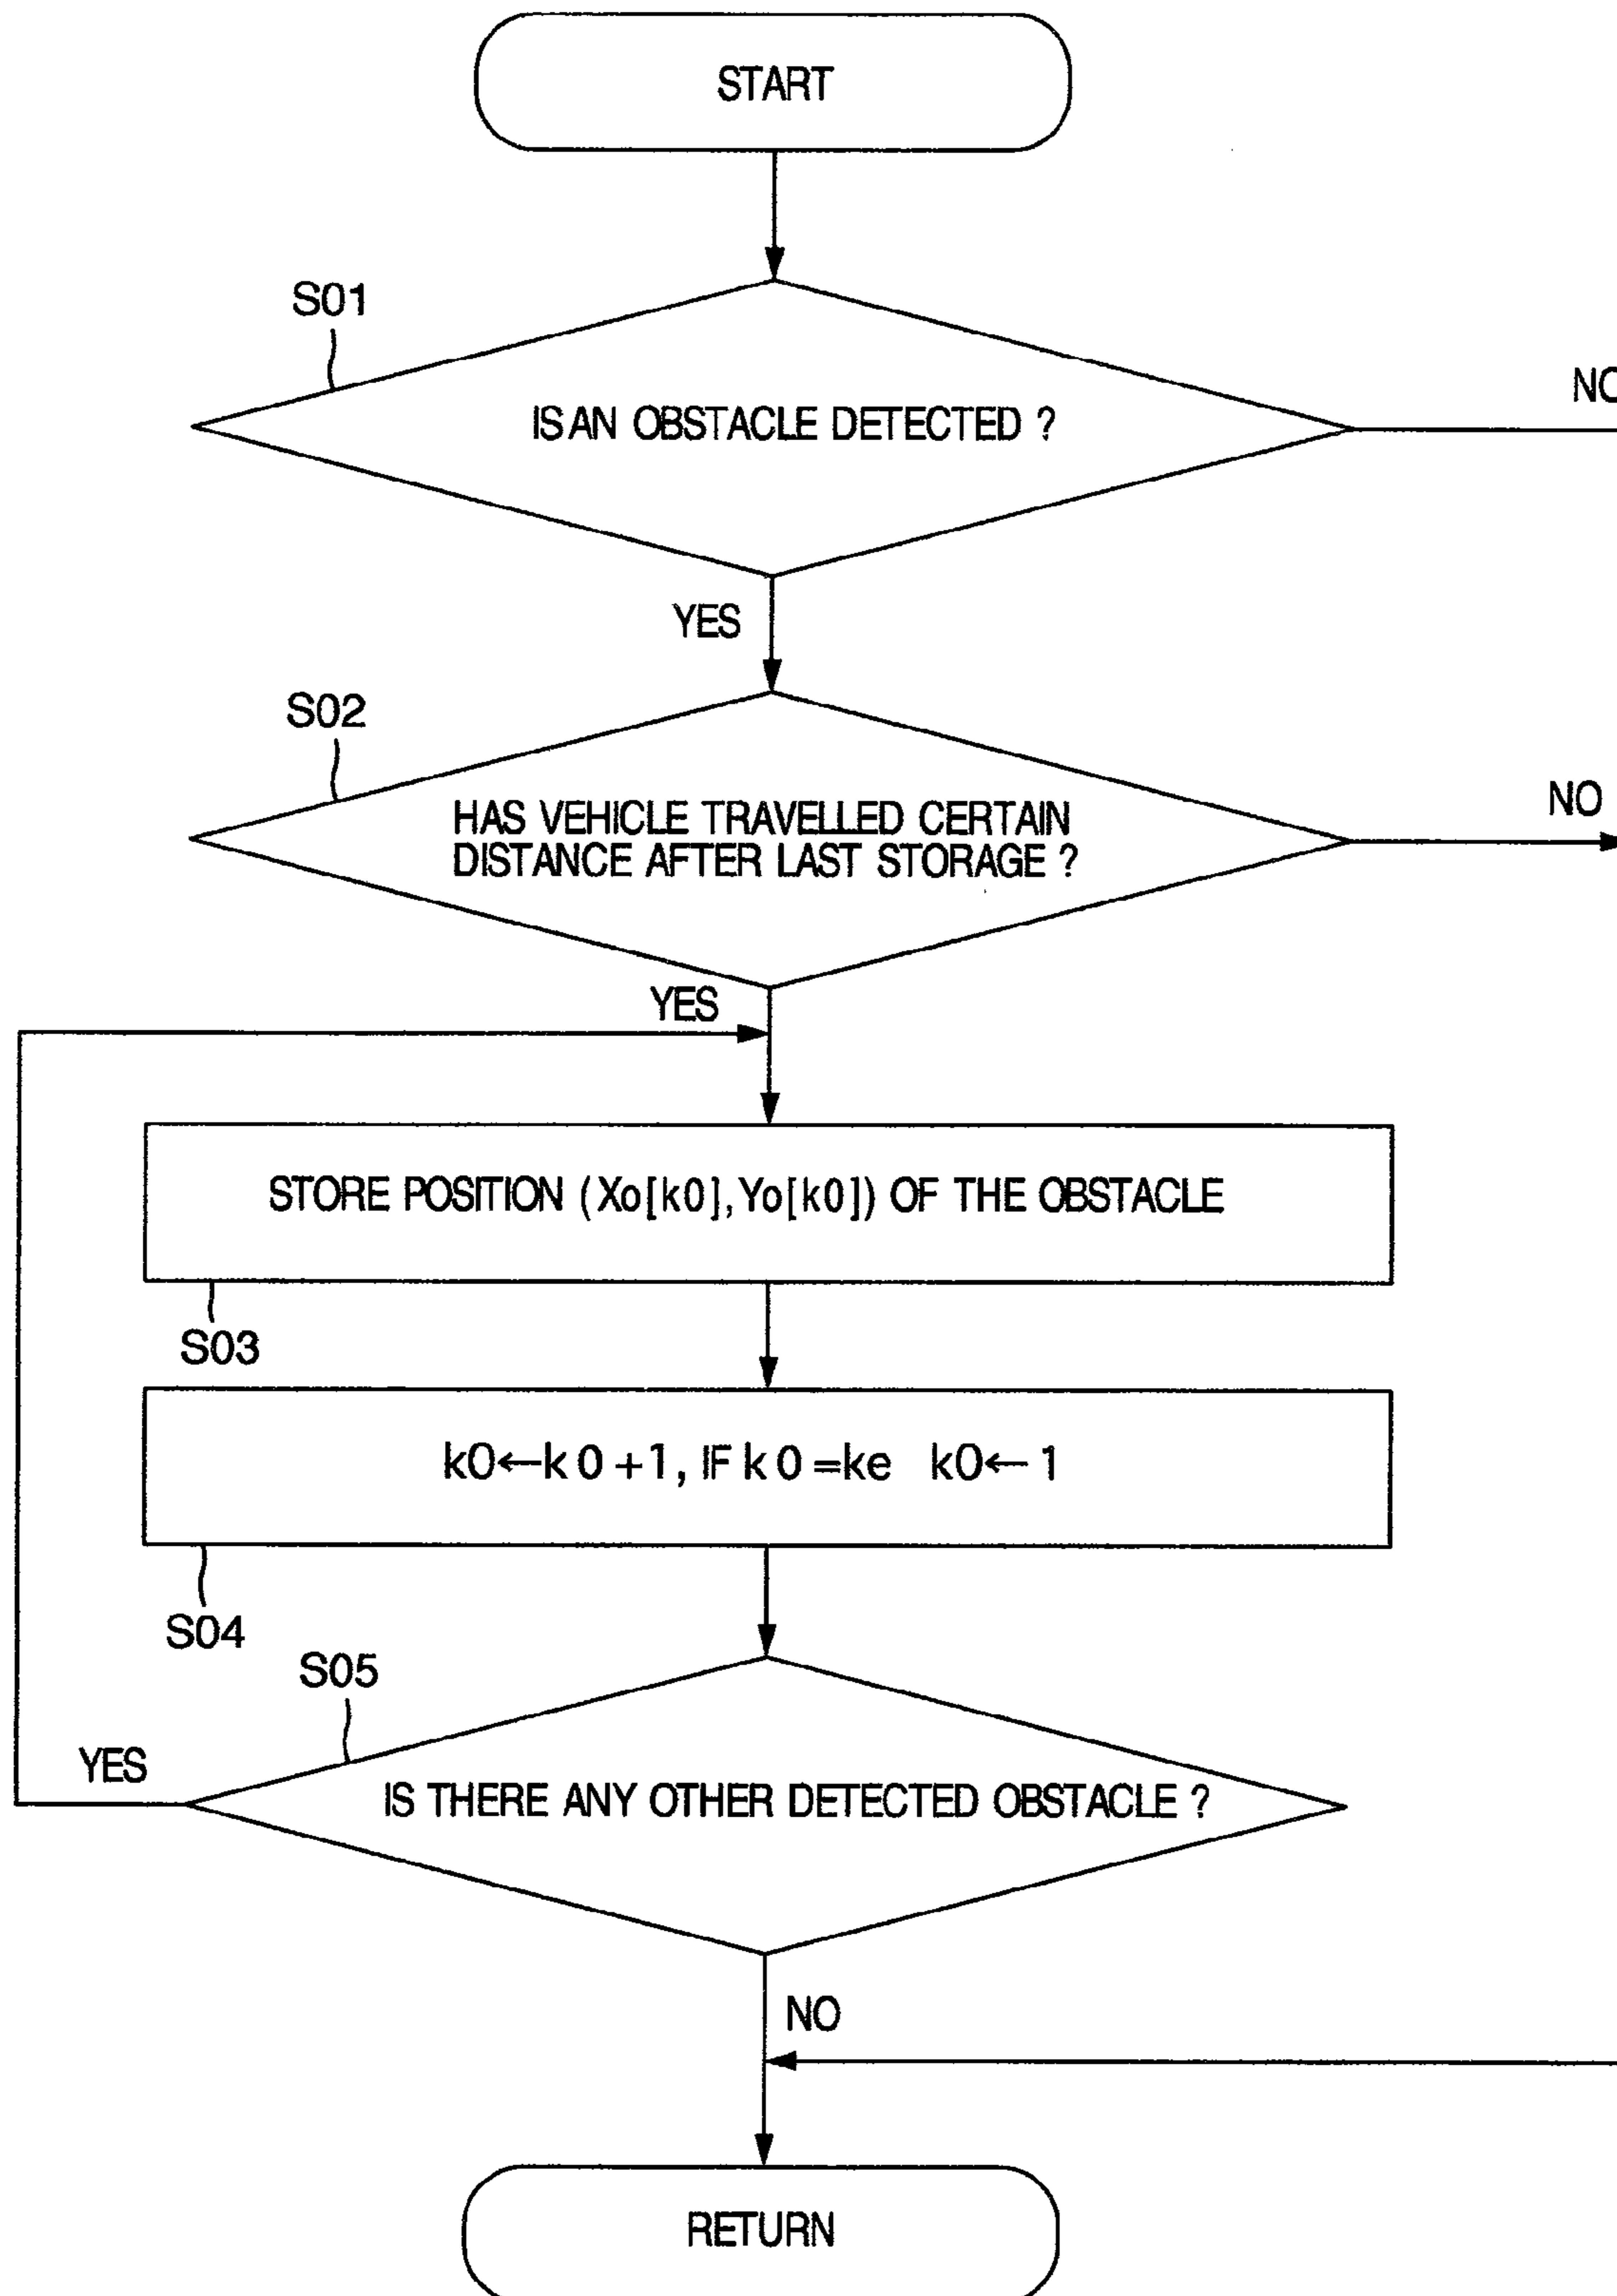 START
S01
IS AN OBSTACLE DETECTED ?
NO
YES
S02
HAS VEHICLE TRAVELLED CERTAIN
DISTANCE AFTER LAST STORAGE ?
NO
YES
STORE POSITION (Xo[k0],Yo[k0]) OF THE OBSTACLE
S03
k0←k0+1, IF k0=ke k0←1
S04
S05
YES
IS THERE ANY OTHER DETECTED OBSTACLE ?
NO
RETURN